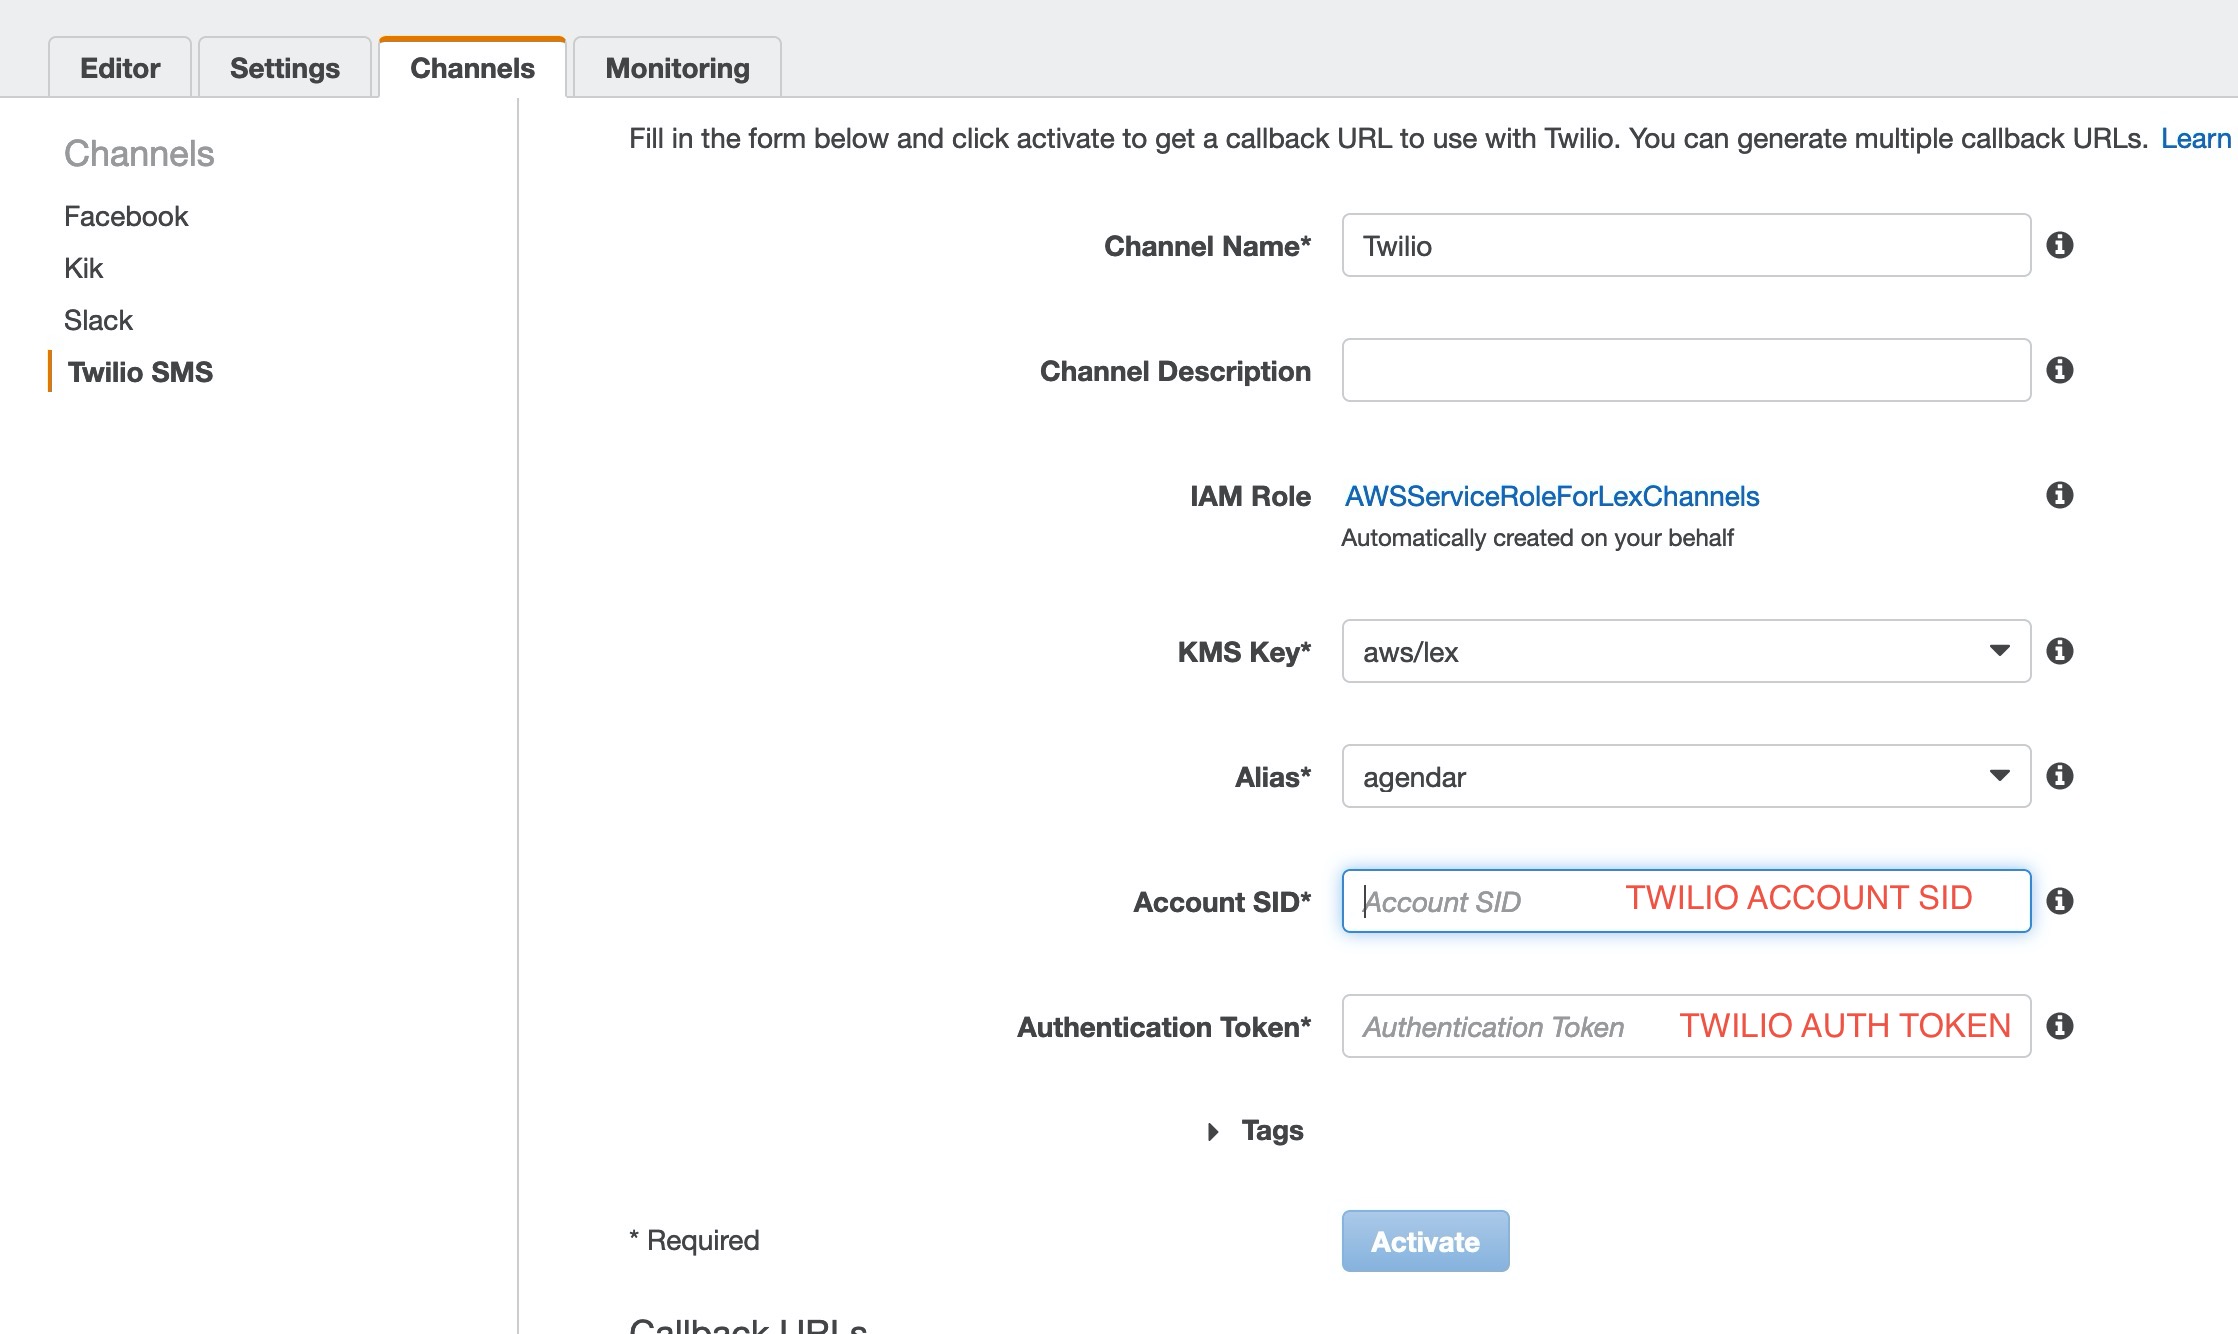 Editor Settings Channels Monitoring
Channels
Facebook
Kik
Slack
Twilio SMS
Fill in the form below and click activate to get a callback URL to use with Twilio. You can generate multiple callback URLs. Learn
Channel Name* Twilio
Channel Description
IAM Role AWSServiceRoleForLexChannels
Automatically created on your behalf
KMS Key* aws/lex
Alias* agendar
Account SID* Account SID TWILIO ACCOUNT SID
Authentication Token* Authentication Token TWILIO AUTH TOKEN
Tags
* Required Activate
Callback URLs